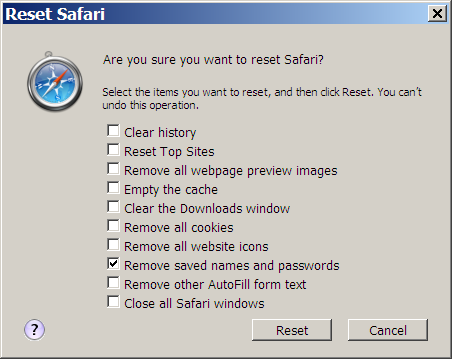 Reset Safari
Are you sure you want to reset Safari?
Select the items you want to reset, and then click Reset. You can't
undo this operation.
Clear history
Reset Top Sites
Remove all webpage preview images
Empty the cache
Clear the Downloads window
Remove all cookies
Remove all website icons
Remove saved names and passwords
Remove other AutoFill form text
Close all Safari windows
?
Reset
Cancel